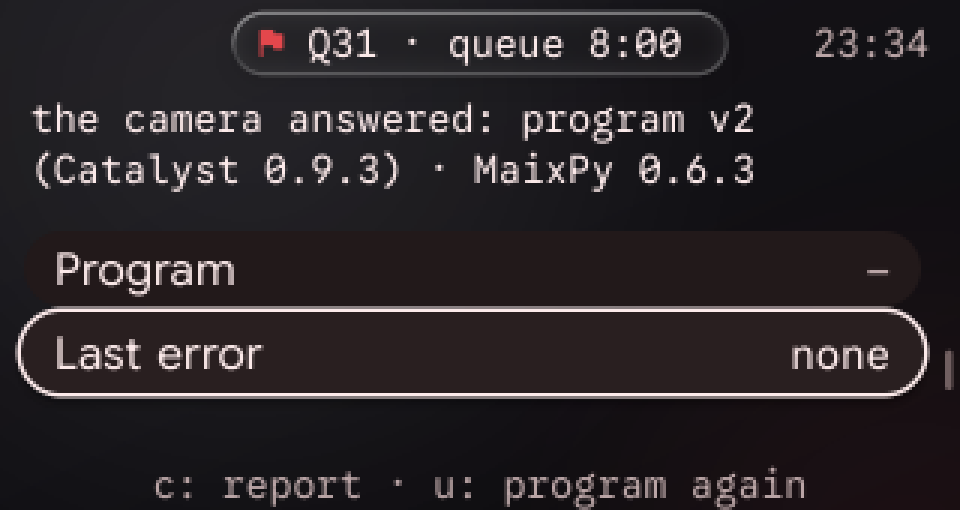 Q31 · queue 8:00
23:34
the camera answered: program v2
(Catalyst 0.9.3) · MaixPy 0.6.3
Program –
Last error none
c: report · u: program again